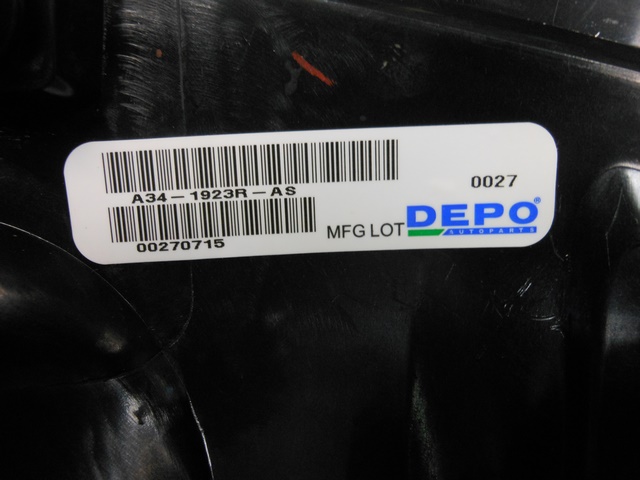 A34-1923R-AS
0027
00270715
MFG LOT
DEPO®
AUTOPARTS